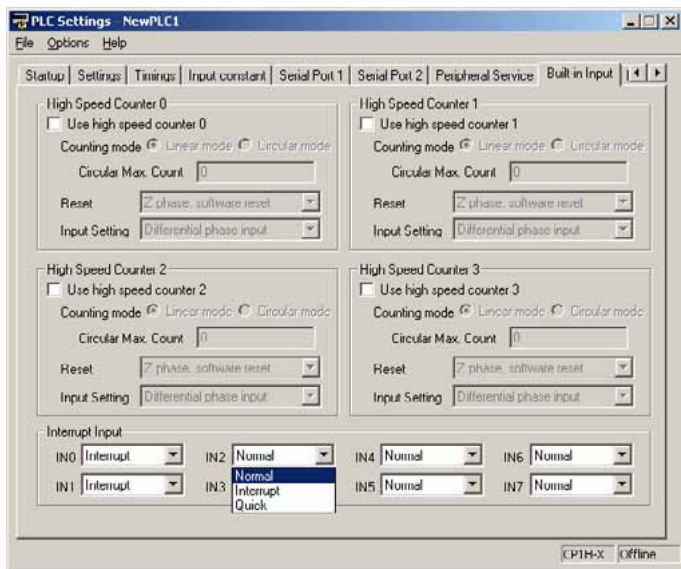 PLC Settings - NewPLC1
File Options Help
Startup Settings Timings Input constant Serial Port 1 Serial Port 2 Peripheral Service Built-in Input
High Speed Counter 0
Use high speed counter 0
Counting mode Linear mode Circular mode
Circular Max. Count 0
Reset Z phase, software reset
Input Setting Differential phase input
High Speed Counter 1
Use high speed counter 1
Counting mode Linear mode Circular mode
Circular Max. Count 0
Reset Z phase, software reset
Input Setting Differential phase input
High Speed Counter 2
Use high speed counter 2
Counting mode Linear mode Circular mode
Circular Max. Count 0
Reset Z phase, software reset
Input Setting Differential phase input
High Speed Counter 3
Use high speed counter 3
Counting mode Linear mode Circular mode
Circular Max. Count 0
Reset Z phase, software reset
Input Setting Differential phase input
Interrupt Input
IN0 Interrupt IN2 Normal IN4 Normal IN6 Normal
Normal
IN1 Interrupt IN3 Interrupt IN5 Normal IN7 Normal
Quick
CP1H-X Offline